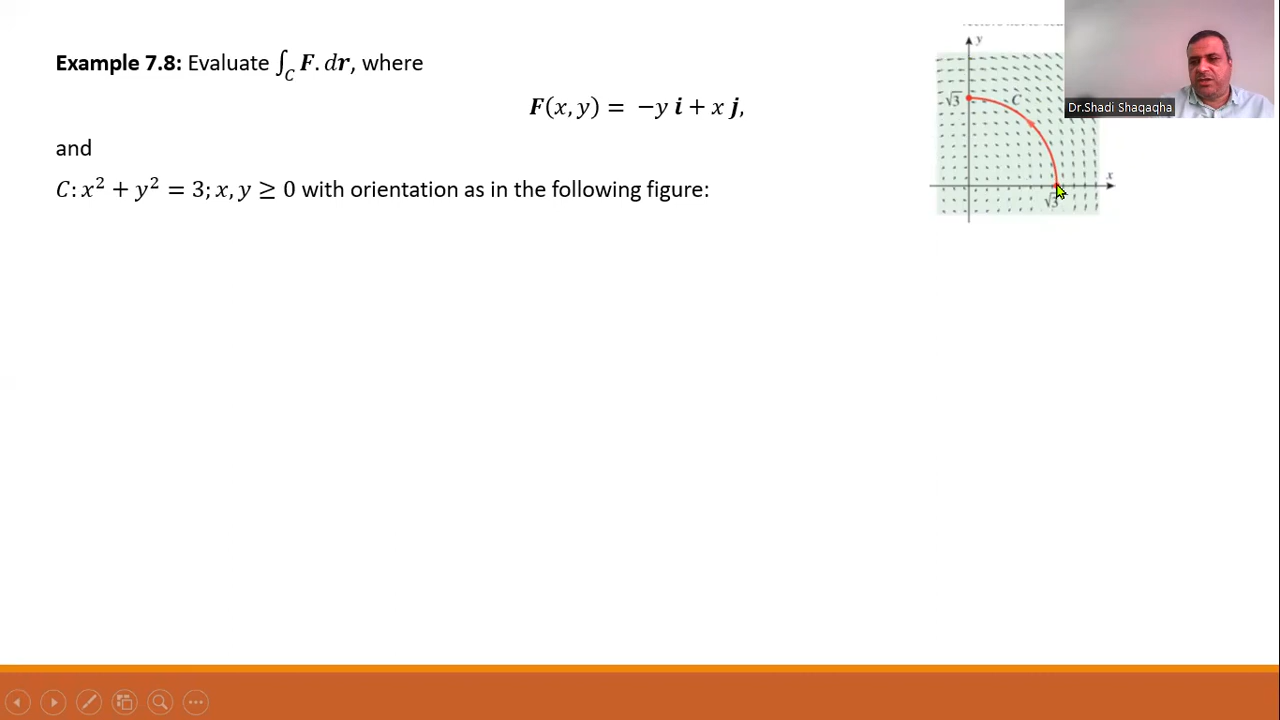 Example 7.8: Evaluate ∫_C F. dr, where
F(x, y) = −y i + x j,
and
C: x² + y² = 3; x, y ≥ 0 with orientation as in the following figure:
y
√3
C
x
√3
Dr.Shadi Shaqaqha